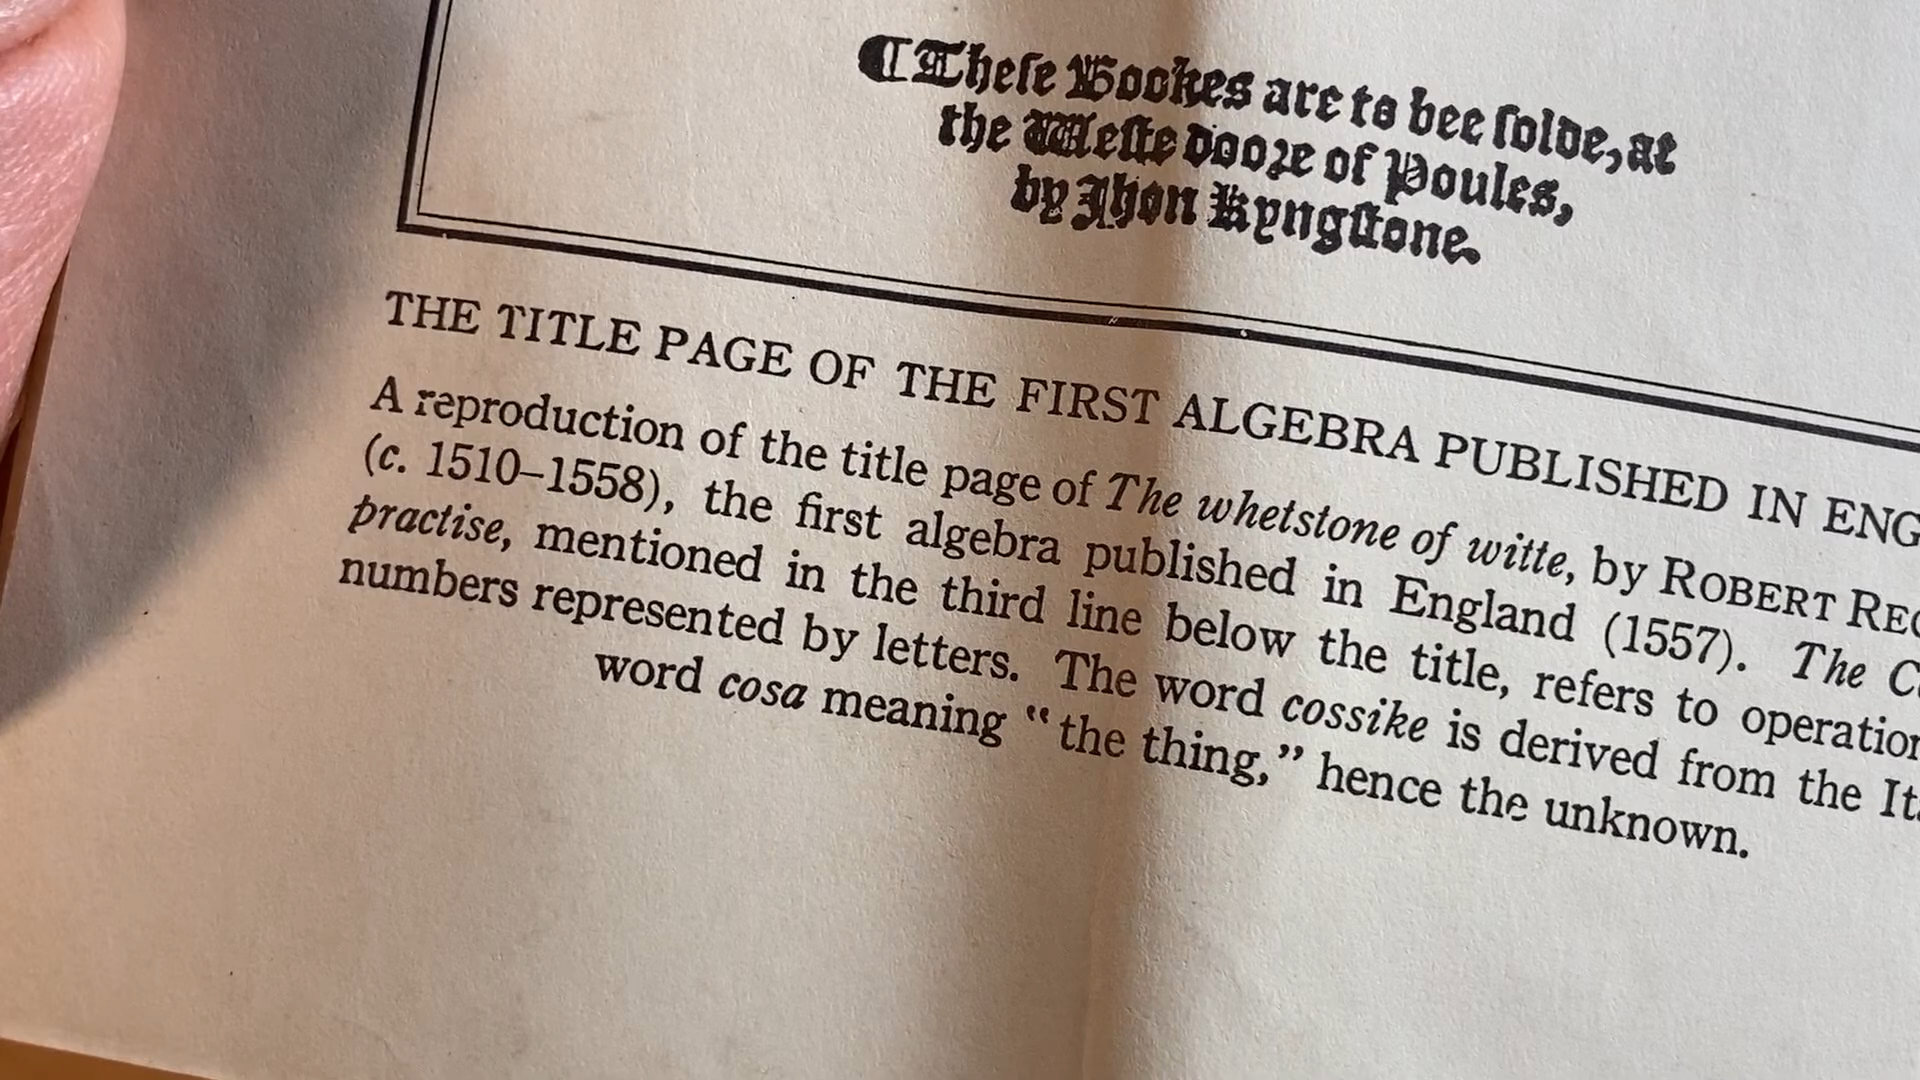 ¶These Bookes are to bee solde, at
the Weste doore of Poules,
by Jhon Kyngstone.
THE TITLE PAGE OF THE FIRST ALGEBRA PUBLISHED IN ENG
A reproduction of the title page of The whetstone of witte, by ROBERT REC
(c. 1510–1558), the first algebra published in England (1557). The C
practise, mentioned in the third line below the title, refers to operation
numbers represented by letters. The word cossike is derived from the It
word cosa meaning “the thing,” hence the unknown.